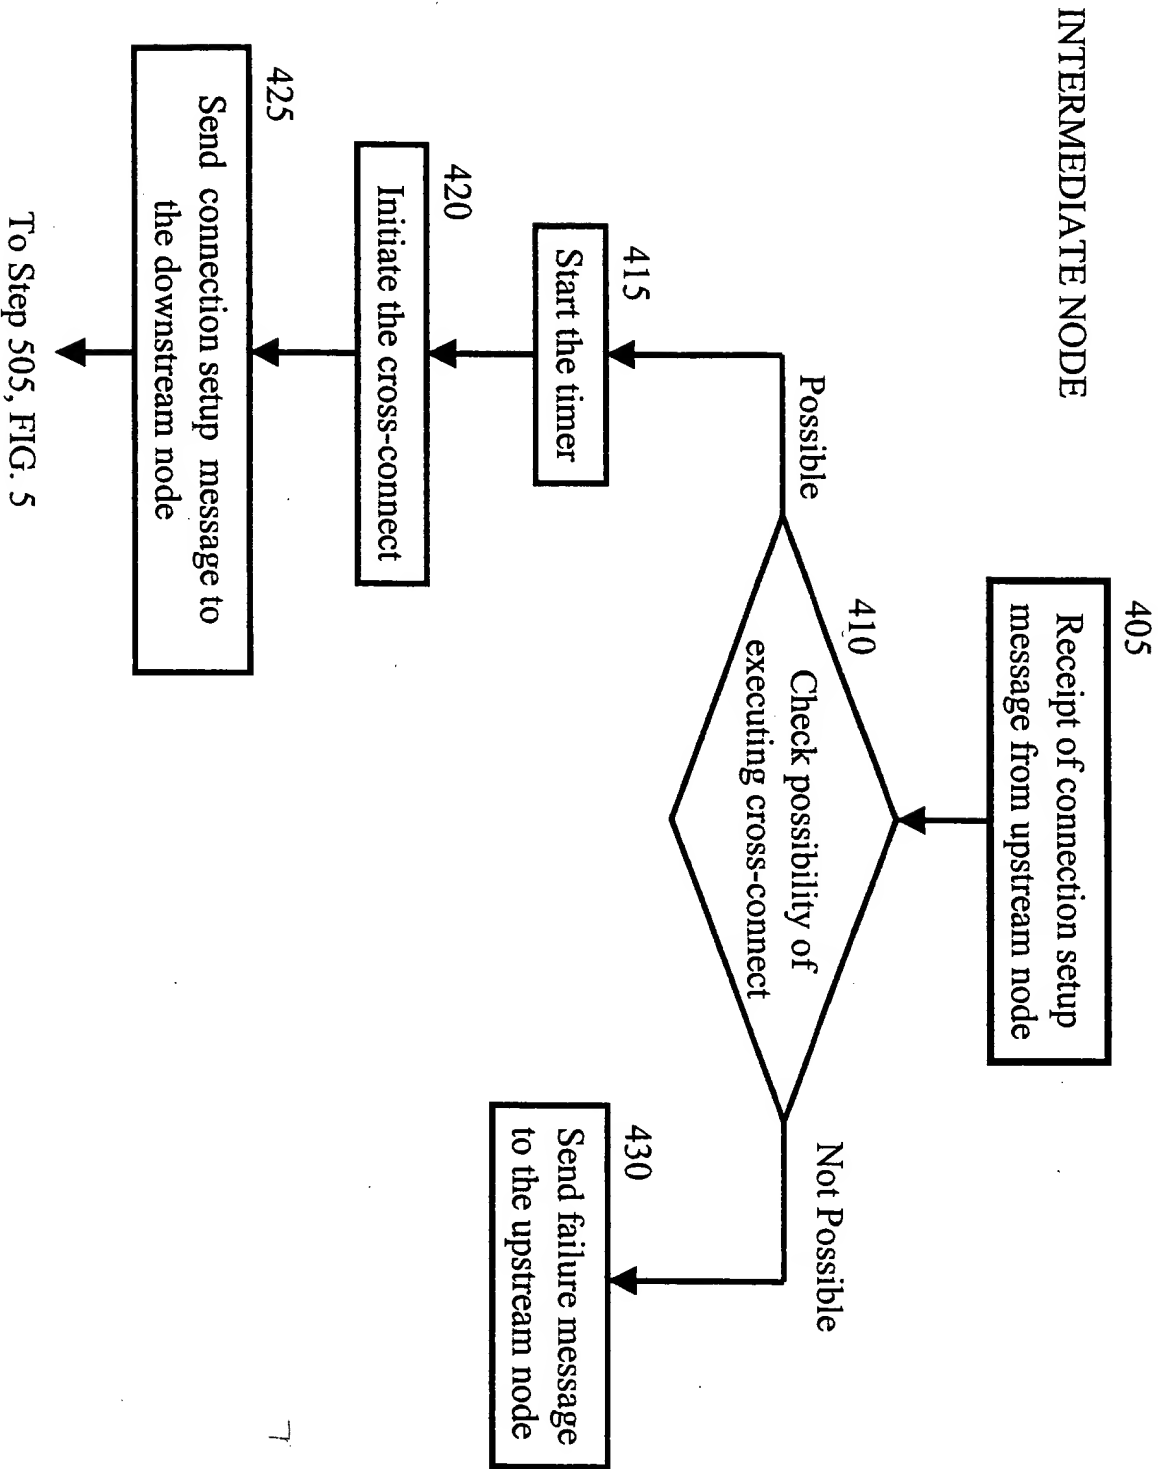 INTERMEDIATE NODE
405
Receipt of connection setup
message from upstream node
410
Check possibility of
executing cross-connect
Possible
Not Possible
415
Start the timer
420
Initiate the cross-connect
425
Send connection setup message to
the downstream node
To Step 505, FIG. 5
430
Send failure message
to the upstream node